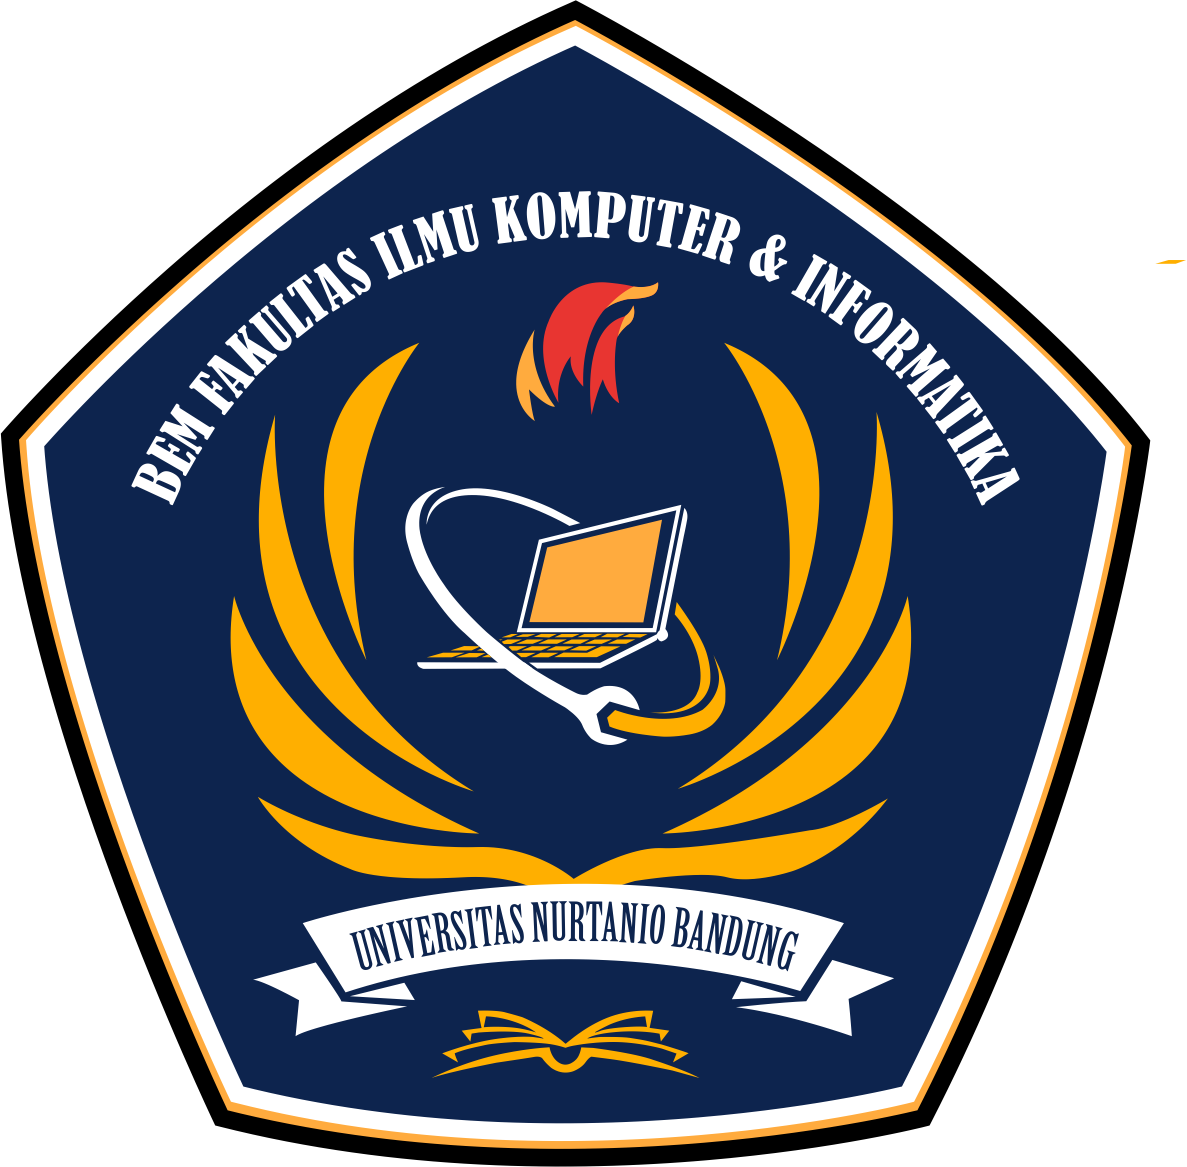 BEM FAKULTAS ILMU KOMPUTER & INFORMATIKA
UNIVERSITAS NURTANIO BANDUNG